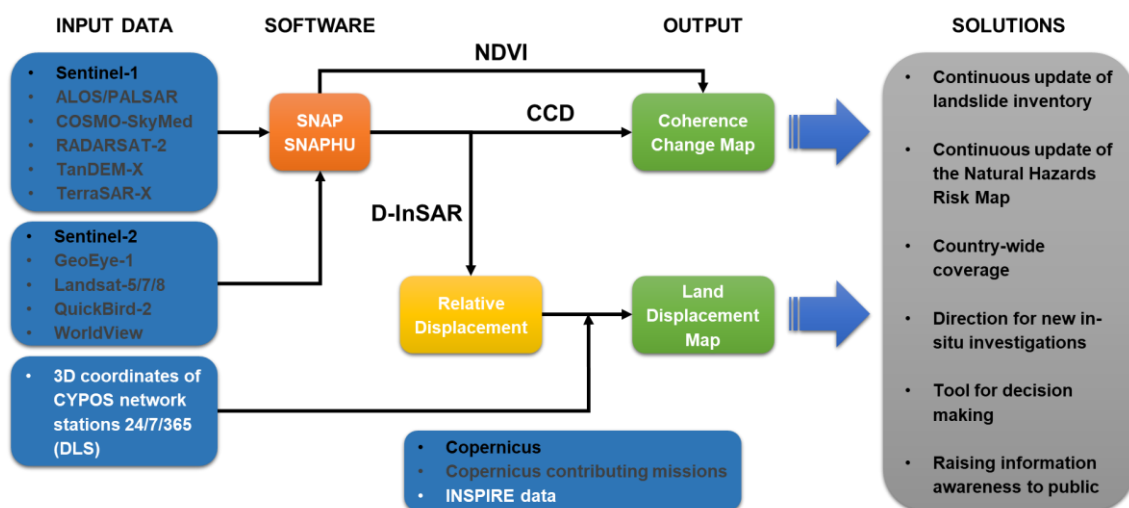 INPUT DATA
SOFTWARE
OUTPUT
SOLUTIONS
• Sentinel-1
• ALOS/PALSAR
• COSMO-SkyMed
• RADARSAT-2
• TanDEM-X
• TerraSAR-X
• Sentinel-2
• GeoEye-1
• Landsat-5/7/8
• QuickBird-2
• WorldView
• 3D coordinates of
CYPOS network
stations 24/7/365
(DLS)
SNAP
SNAPHU
NDVI
CCD
D-InSAR
Relative
Displacement
Coherence
Change Map
Land
Displacement
Map
• Copernicus
• Copernicus contributing missions
• INSPIRE data
• Continuous update of
landslide inventory
• Continuous update of
the Natural Hazards
Risk Map
• Country-wide
coverage
• Direction for new in-
situ investigations
• Tool for decision
making
• Raising information
awareness to public